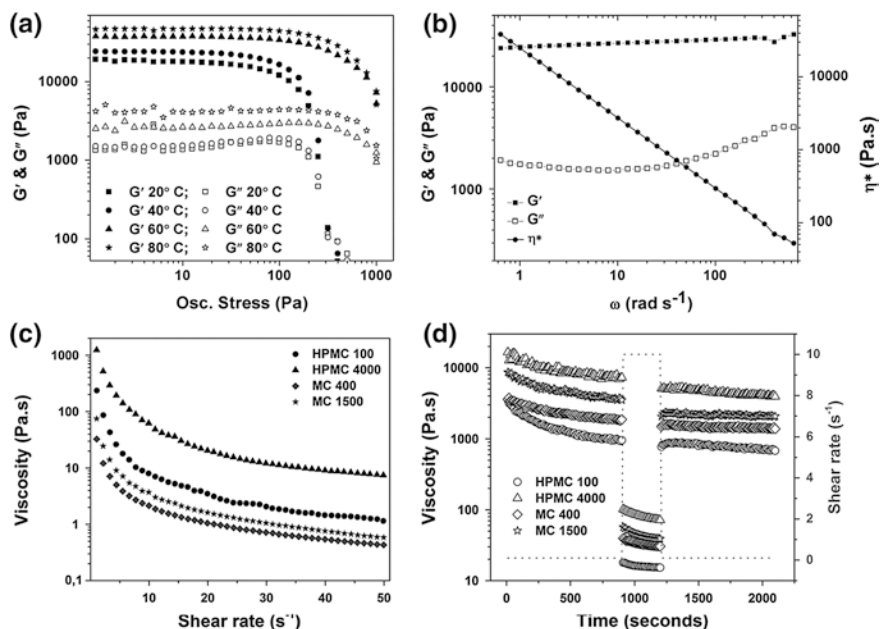 (a)
G' & G" (Pa)
10000
1000
100
G' 20° C; G" 20° C
G' 40° C; G" 40° C
G' 60° C; G" 60° C
G' 80° C; G" 80° C
1 10 100 1000
Osc. Stress (Pa)
(b)
G' & G" (Pa)
10000
1000
G'
G"
η*
10000
1000
100
η* (Pa.s)
1 10 100
ω (rad s-1)
(c)
Viscosity (Pa.s)
1000
100
10
1
0,1
HPMC 100
HPMC 4000
MC 400
MC 1500
10 20 30 40 50
Shear rate (s-1)
(d)
Viscosity (Pa.s)
10000
1000
100
10
HPMC 100
HPMC 4000
MC 400
MC 1500
10
8
6
4
2
0
Shear rate (s-1)
0 500 1000 1500 2000
Time (seconds)